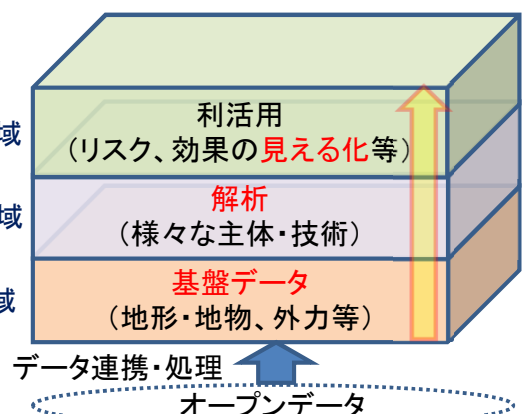 利活用
域
(リスク、効果の見える化等)
解析
域
(様々な主体・技術)
基盤データ
域
(地形・地物、外力等)
データ連携・処理
オープンデータ